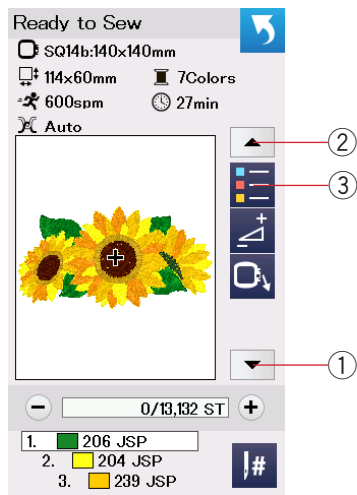 Ready to Sew
SQ14b:140x140mm
114x60mm 7Colors
600spm 27min
Auto
2
3
1
0/13,132 ST
1. 206 JSP
2. 204 JSP
3. 239 JSP
#